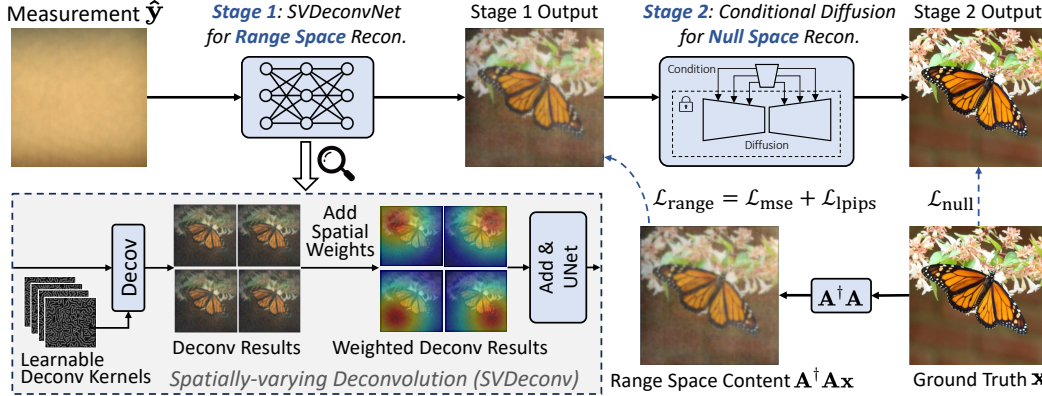 Measurement ŷ
Stage 1: SVDeconvNet
for Range Space Recon.
Stage 1 Output
Stage 2: Conditional Diffusion
for Null Space Recon.
Stage 2 Output
Condition
Diffusion
ℒrange = ℒmse + ℒlpips
ℒnull
Decov
Learnable
Deconv Kernels
Deconv Results
Add
Spatial
Weights
Weighted Deconv Results
Add &
UNet
Spatially-varying Deconvolution (SVDeconv)
A†A
Range Space Content A†Ax
Ground Truth x